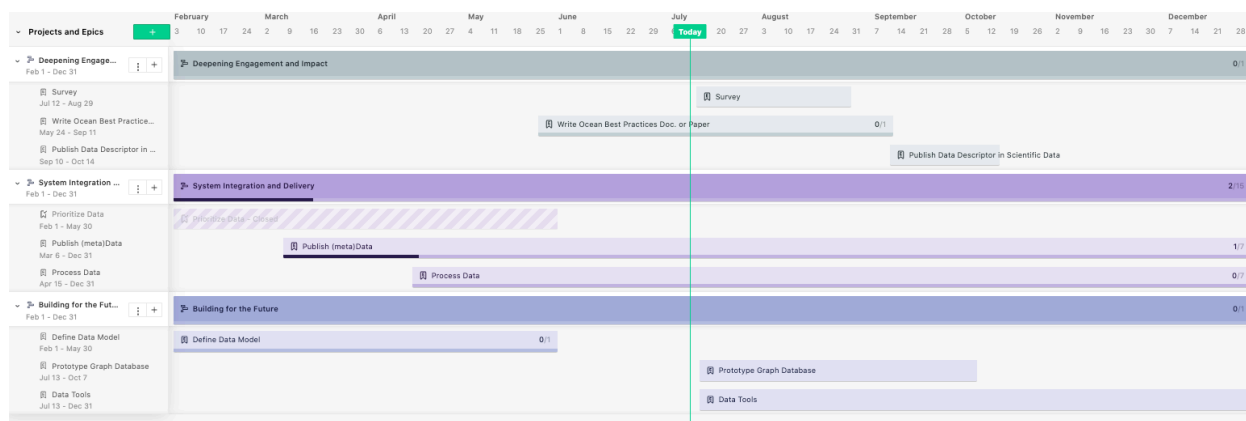 February March April May June July August September October November December
Projects and Epics + 3 10 17 24 2 9 16 23 30 6 13 20 27 4 11 18 25 1 8 15 22 29 Today 20 27 3 10 17 24 31 7 14 21 28 5 12 19 26 2 9 16 23 30 7 14 21 28
Deepening Engage... + Deepening Engagement and Impact 0/1
Feb 1 - Dec 31
Survey Survey
Jul 12 - Aug 29
Write Ocean Best Practice... Write Ocean Best Practices Doc. or Paper 0/1
May 24 - Sep 11
Publish Data Descriptor in ... Publish Data Descriptor in Scientific Data
Sep 10 - Oct 14
System Integration ... + System Integration and Delivery 2/15
Feb 1 - Dec 31
Prioritize Data Prioritize Data - Closed
Feb 1 - May 30
Publish (meta)Data Publish (meta)Data 1/7
Mar 6 - Dec 31
Process Data Process Data 0/7
Apr 15 - Dec 31
Building for the Fut... + Building for the Future 0/1
Feb 1 - Dec 31
Define Data Model Define Data Model 0/1
Feb 1 - May 30
Prototype Graph Database Prototype Graph Database
Jul 13 - Oct 7
Data Tools Data Tools
Jul 13 - Dec 31